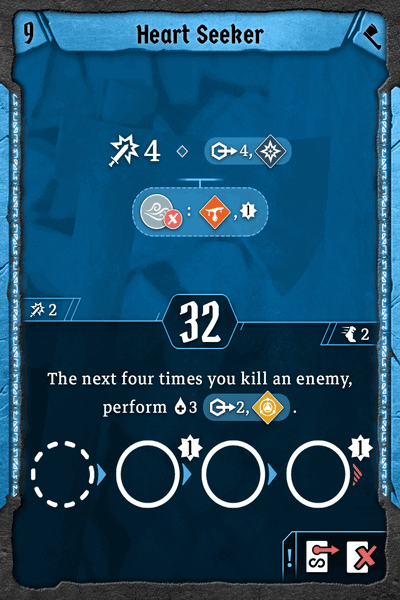 9 Heart Seeker
4 4,
: , 1
2
32
2
The next four times you kill an enemy,
perform 3 2, .
1 1
!